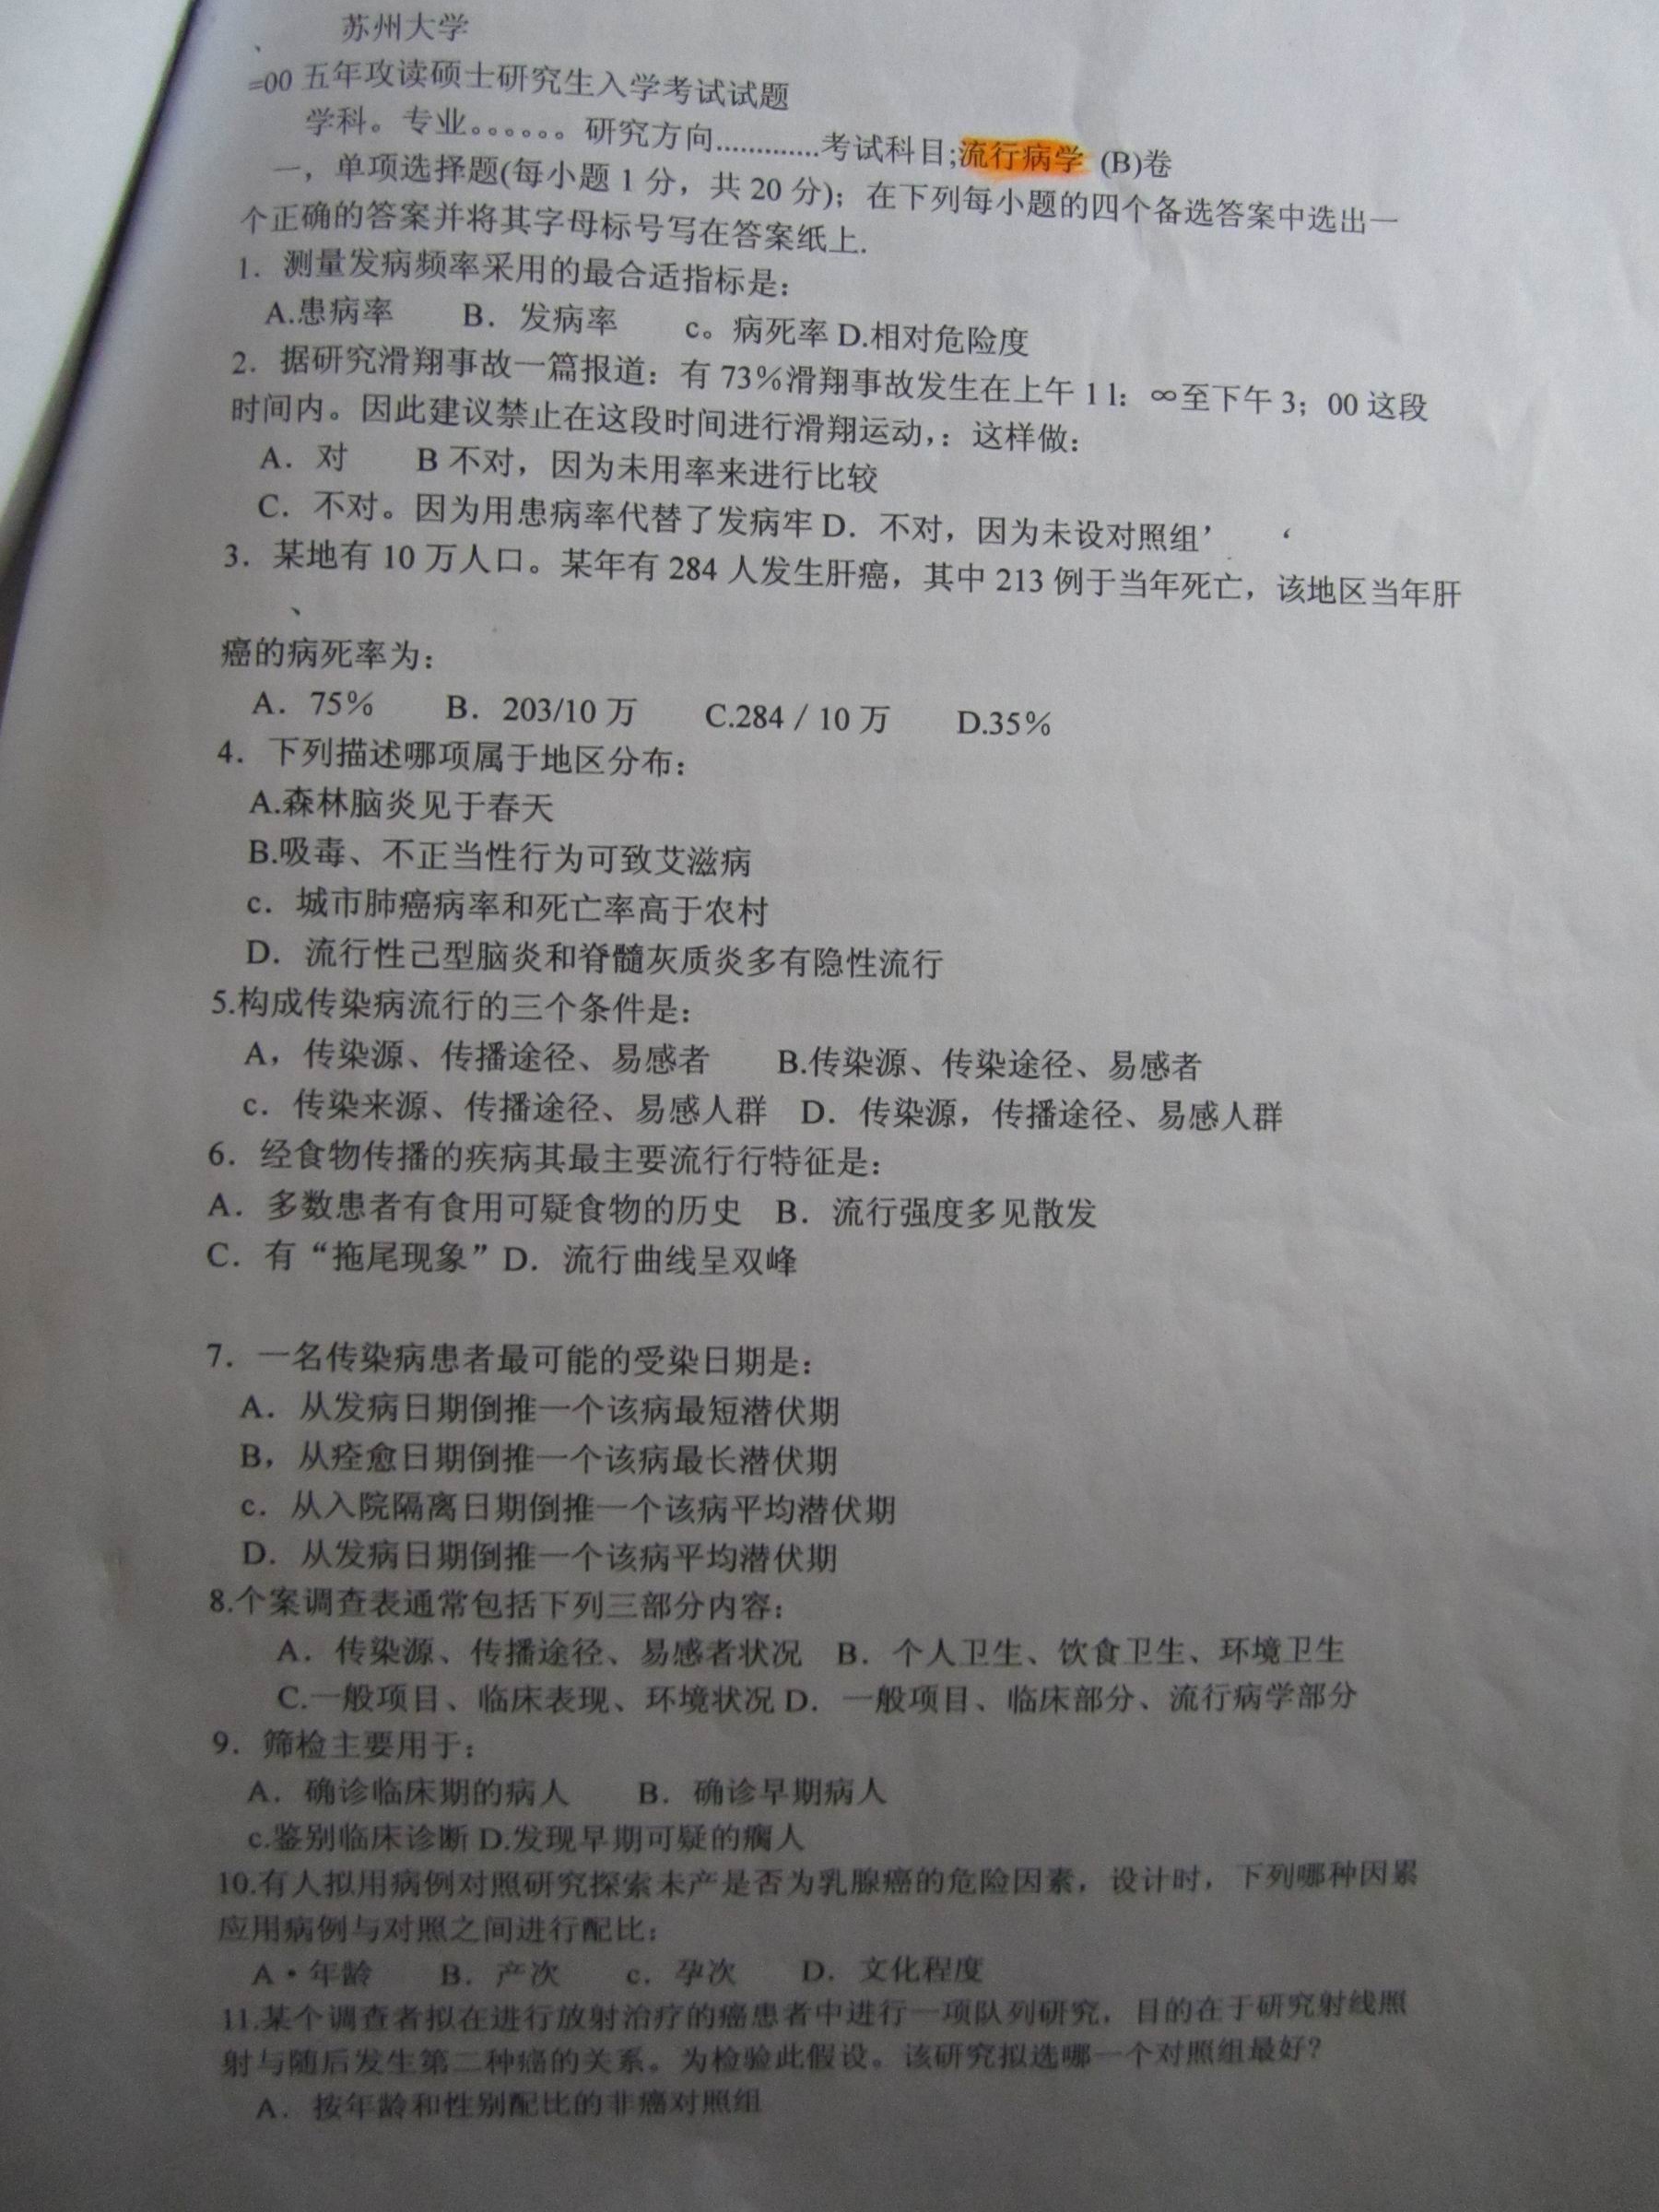 苏州大学
=00 五年攻读硕士研究生入学考试试题
学科。专业。。。。。。研究方向.............考试科目;流行病学 (B)卷
一，单项选择题(每小题 1 分，共 20 分)；在下列每小题的四个备选答案中选出一
个正确的答案并将其字母标号写在答案纸上.
1．测量发病频率采用的最合适指标是：
A.患病率 B．发病率 c。病死率 D.相对危险度
2．据研究滑翔事故一篇报道：有 73％滑翔事故发生在上午 1 l：∞至下午 3；00 这段
时间内。因此建议禁止在这段时间进行滑翔运动，：这样做：
A．对 B 不对，因为未用率来进行比较
C．不对。因为用患病率代替了发病牢 D．不对，因为未设对照组’ ‘
3．某地有 10 万人口。某年有 284 人发生肝癌，其中 213 例于当年死亡，该地区当年肝
、
癌的病死率为：
A．75％ B．203/10 万 C.284／10 万 D.35％
4．下列描述哪项属于地区分布：
A.森林脑炎见于春天
B.吸毒、不正当性行为可致艾滋病
c．城市肺癌病率和死亡率高于农村
D．流行性己型脑炎和脊髓灰质炎多有隐性流行
5.构成传染病流行的三个条件是：
A，传染源、传播途径、易感者 B.传染源、传染途径、易感者
c．传染来源、传播途径、易感人群 D．传染源，传播途径、易感人群
6．经食物传播的疾病其最主要流行行特征是：
A．多数患者有食用可疑食物的历史 B．流行强度多见散发
C．有“拖尾现象”D．流行曲线呈双峰
7．一名传染病患者最可能的受染日期是：
A．从发病日期倒推一个该病最短潜伏期
B，从痊愈日期倒推一个该病最长潜伏期
c．从入院隔离日期倒推一个该病平均潜伏期
D．从发病日期倒推一个该病平均潜伏期
8.个案调查表通常包括下列三部分内容：
A．传染源、传播途径、易感者状况 B．个人卫生、饮食卫生、环境卫生
C.一般项目、临床表现、环境状况 D．一般项目、临床部分、流行病学部分
9．筛检主要用于：
A．确诊临床期的病人 B．确诊早期病人
c.鉴别临床诊断 D.发现早期可疑的癎人
10.有人拟用病例对照研究探索未产是否为乳腺癌的危险因素，设计时，下列哪种因累
应用病例与对照之间进行配比：
A·年龄 B．产次 c．孕次 D．文化程度
11.某个调查者拟在进行放射治疗的癌患者中进行一项队列研究，目的在于研究射线照
射与随后发生第二种癌的关系。为检验此假设。该研究拟选哪一个对照组最好？
A．按年龄和性别配比的非癌对照组